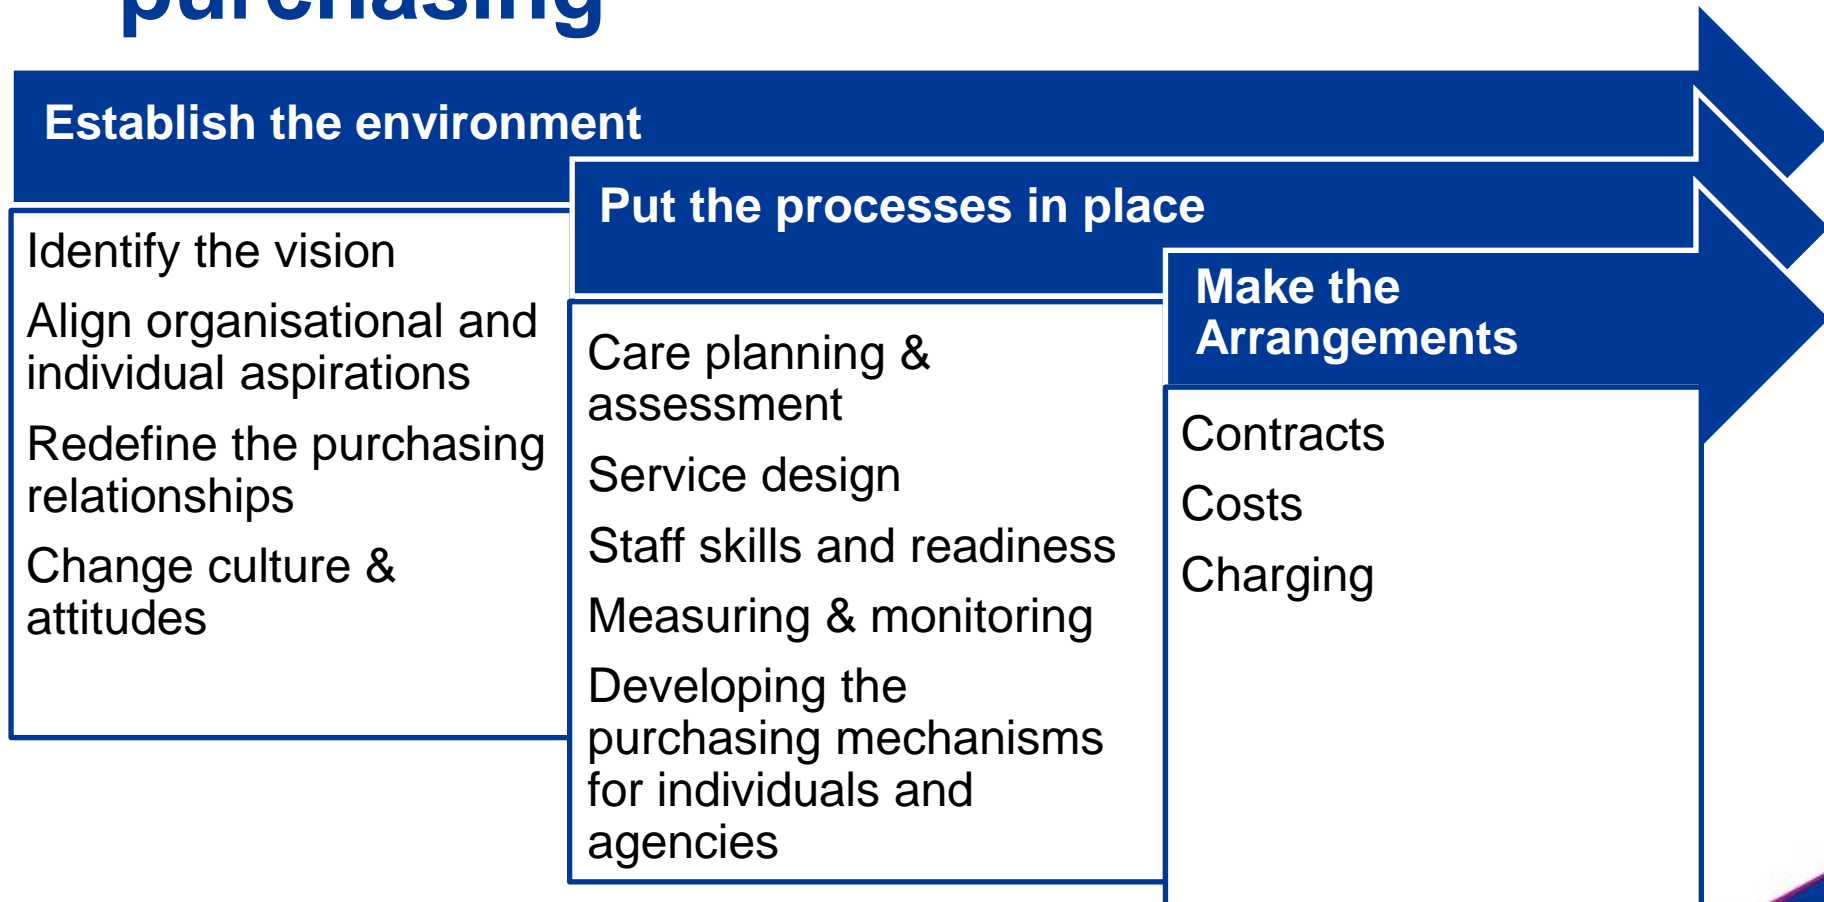 purchasing
Establish the environment
Identify the vision
Align organisational and
individual aspirations
Redefine the purchasing
relationships
Change culture &
attitudes
Put the processes in place
Care planning &
assessment
Service design
Staff skills and readiness
Measuring & monitoring
Developing the
purchasing mechanisms
for individuals and
agencies
Make the
Arrangements
Contracts
Costs
Charging